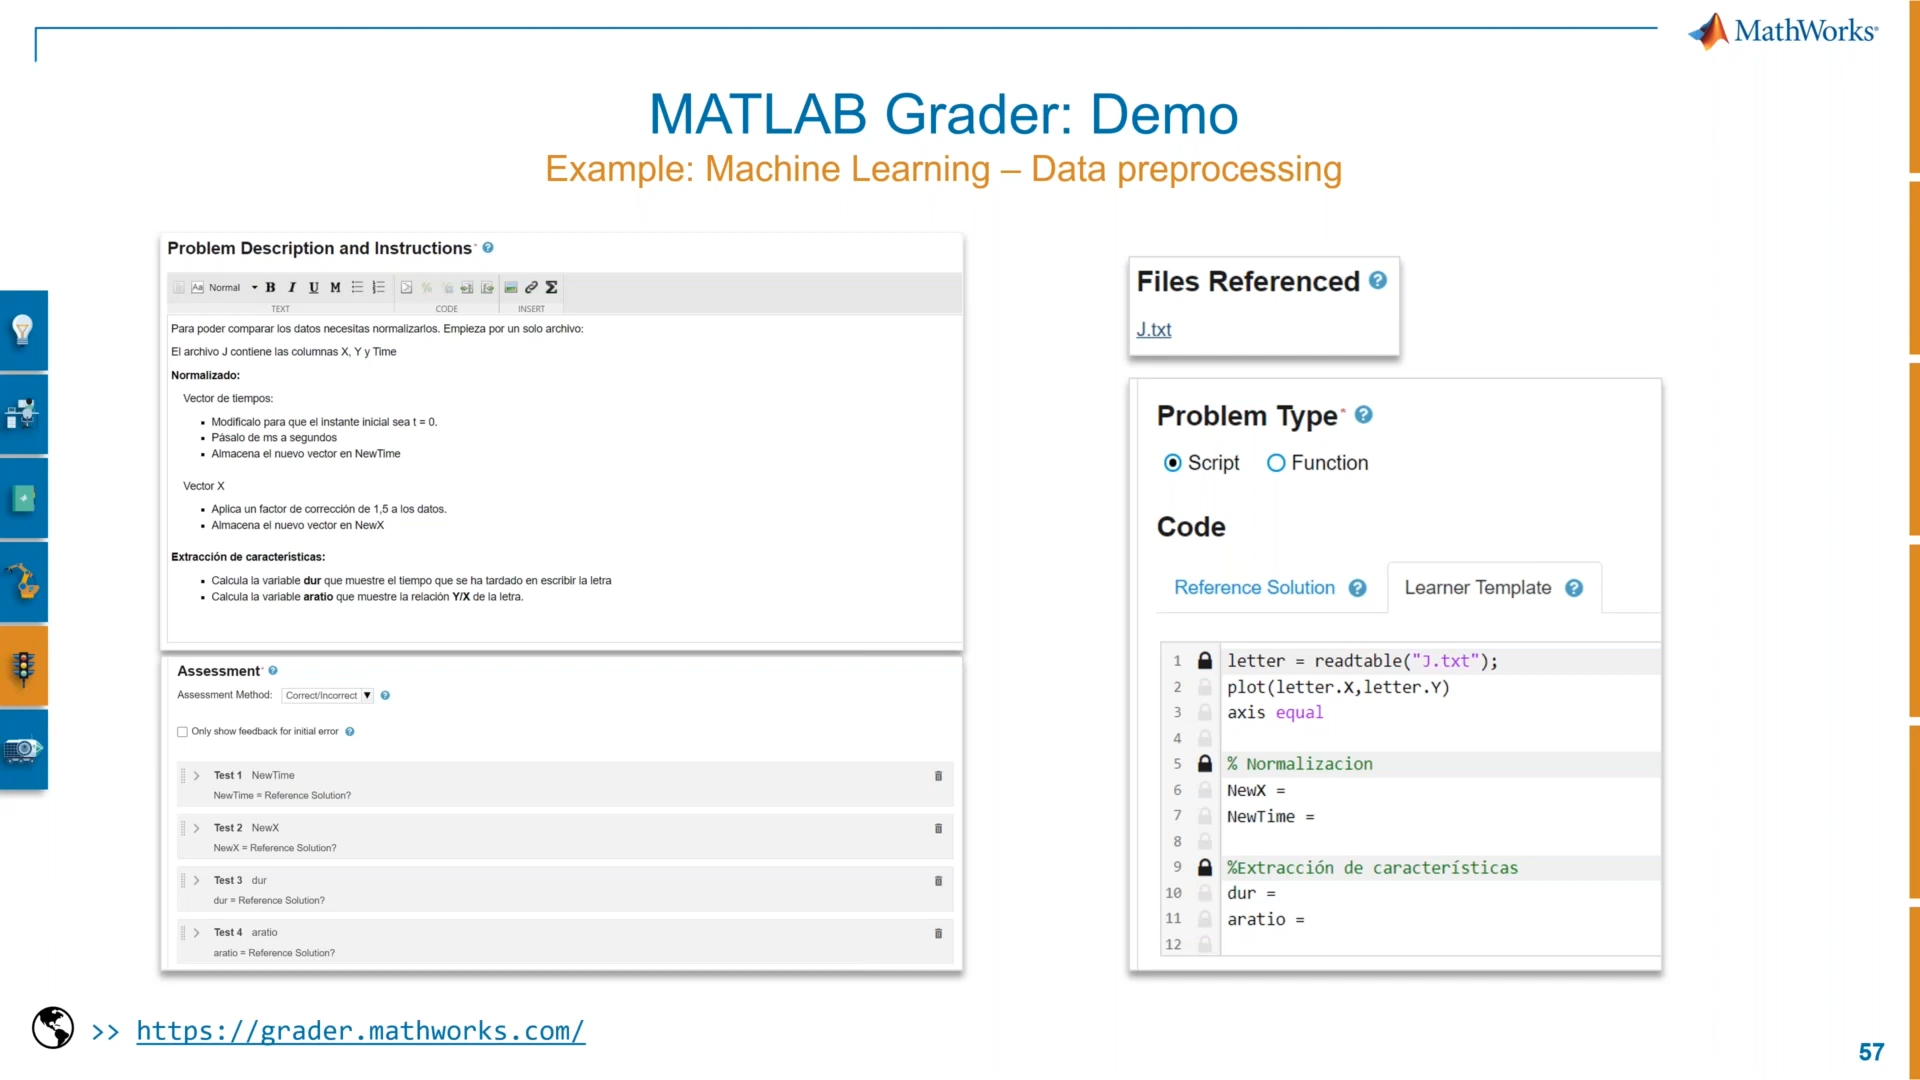 MathWorks®
MATLAB Grader: Demo
Example: Machine Learning – Data preprocessing
Problem Description and Instructions*
Normal B I U M
TEXT CODE INSERT
Para poder comparar los datos necesitas normalizarlos. Empieza por un solo archivo:
El archivo J contiene las columnas X, Y y Time
Normalizado:
Vector de tiempos:
Modifícalo para que el instante inicial sea t = 0.
Pásalo de ms a segundos
Almacena el nuevo vector en NewTime
Vector X
Aplica un factor de corrección de 1,5 a los datos.
Almacena el nuevo vector en NewX
Extracción de características:
Calcula la variable dur que muestre el tiempo que se ha tardado en escribir la letra
Calcula la variable aratio que muestre la relación Y/X de la letra.
Assessment*
Assessment Method: Correct/Incorrect
Only show feedback for initial error
Test 1 NewTime
NewTime = Reference Solution?
Test 2 NewX
NewX = Reference Solution?
Test 3 dur
dur = Reference Solution?
Test 4 aratio
aratio = Reference Solution?
Files Referenced
J.txt
Problem Type*
Script Function
Code
Reference Solution Learner Template
1 letter = readtable("J.txt");
2 plot(letter.X,letter.Y)
3 axis equal
4
5 % Normalizacion
6 NewX =
7 NewTime =
8
9 %Extracción de características
10 dur =
11 aratio =
12
>> https://grader.mathworks.com/
57